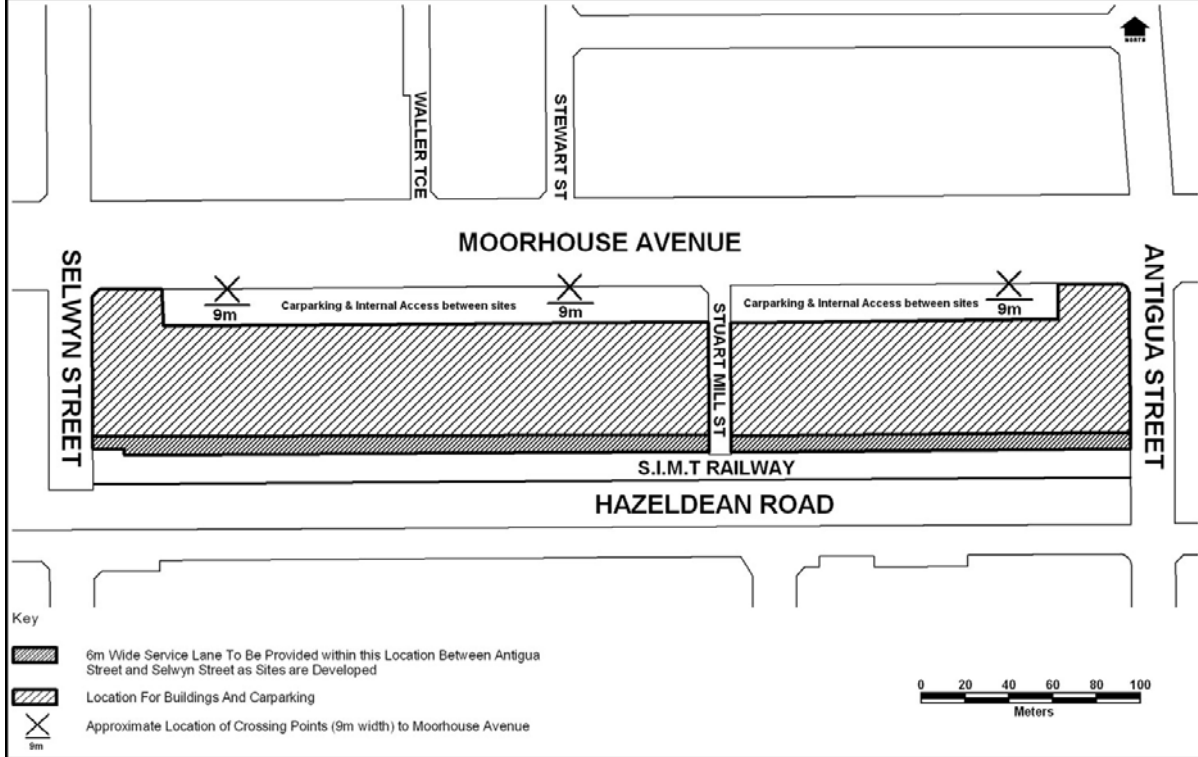 NORTH
WALLER TCE
STEWART ST
MOORHOUSE AVENUE
SELWYN STREET
ANTIGUA STREET
9m
Carparking & Internal Access between sites
9m
STUART MILL ST
Carparking & Internal Access between sites
9m
S.I.M.T RAILWAY
HAZELDEAN ROAD
Key
6m Wide Service Lane To Be Provided within this Location Between Antigua
Street and Selwyn Street as Sites are Developed
Location For Buildings And Carparking
9m
Approximate Location of Crossing Points (9m width) to Moorhouse Avenue
0 20 40 60 80 100
Meters